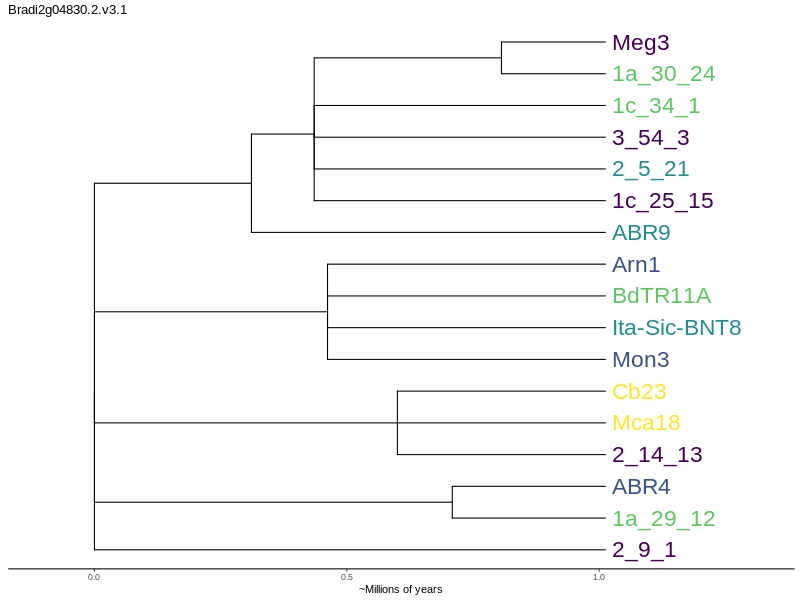 Bradi2g04830.2.v3.1
Meg3
1a_30_24
1c_34_1
3_54_3
2_5_21
1c_25_15
ABR9
Arn1
BdTR11A
Ita-Sic-BNT8
Mon3
Cb23
Mca18
2_14_13
ABR4
1a_29_12
2_9_1
0.0 0.5 1.0
~Millions of years